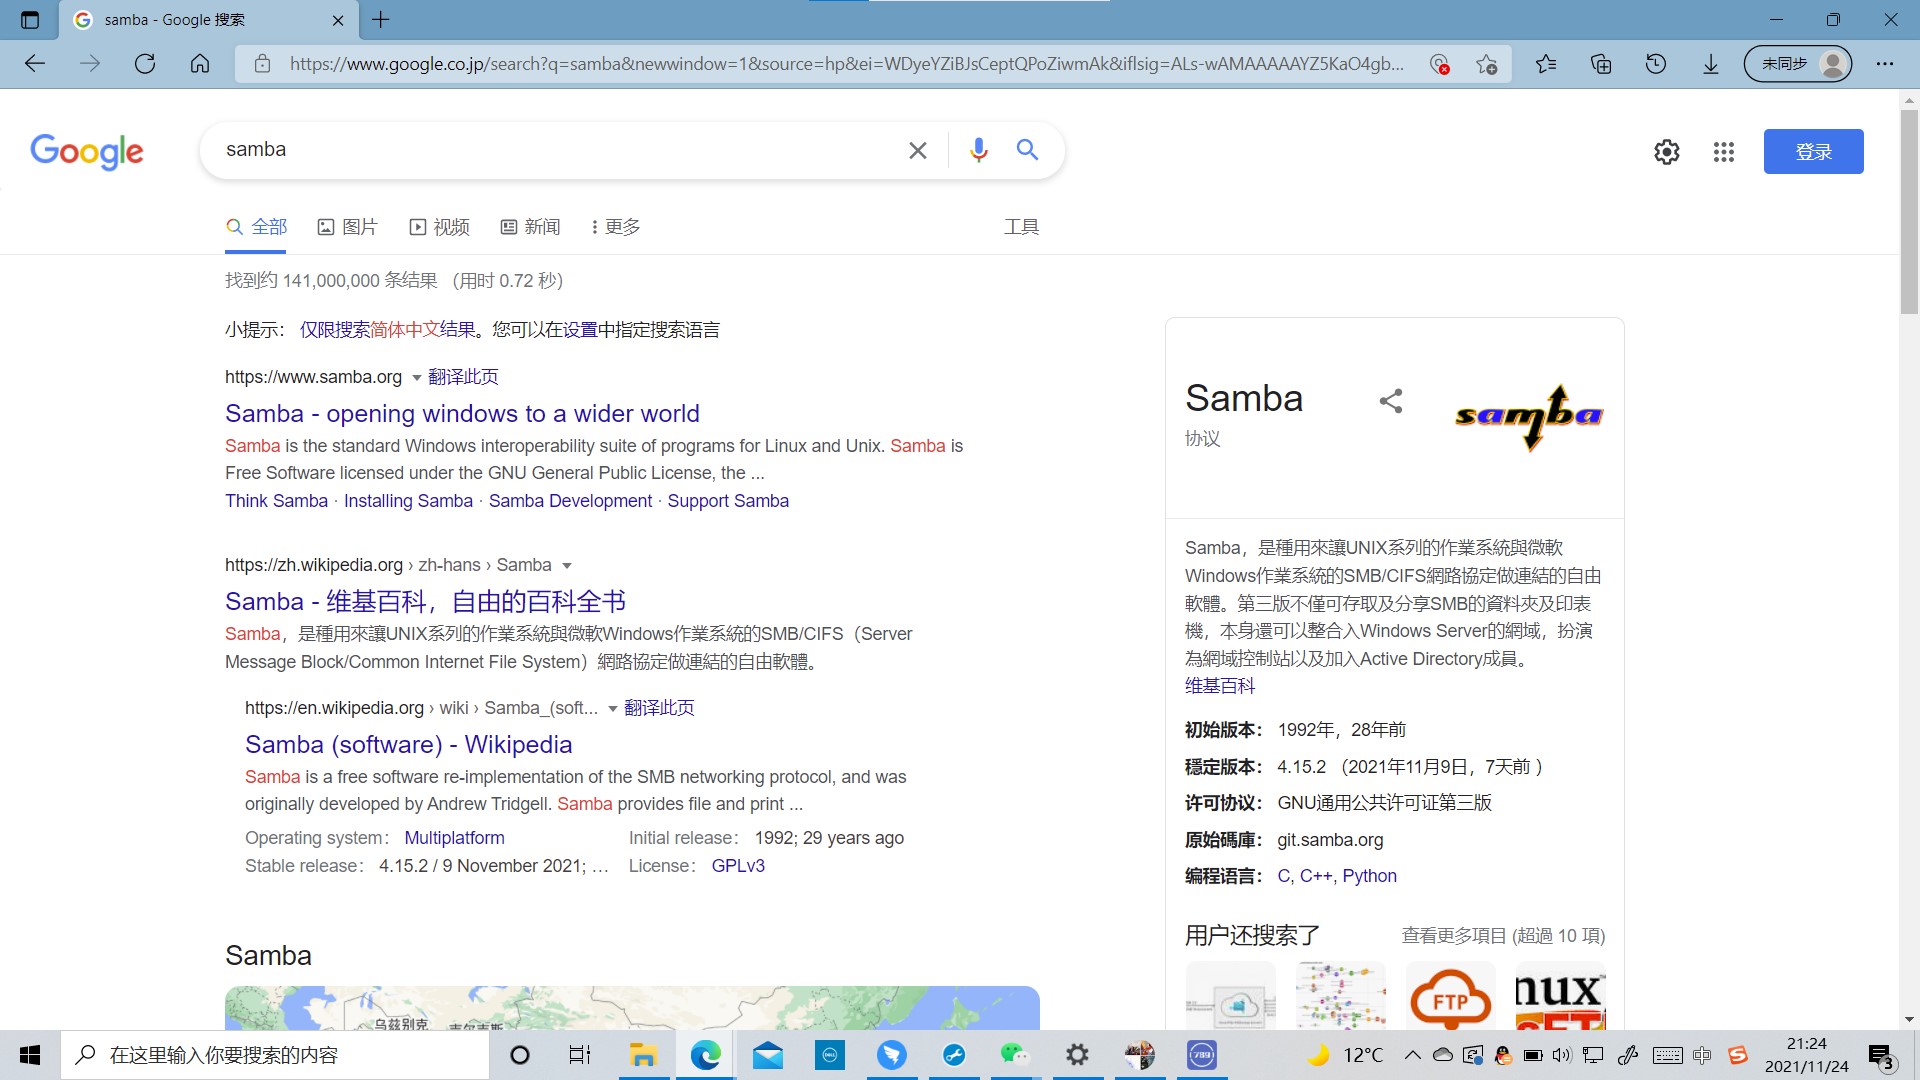 samba - Google 搜索
https://www.google.co.jp/search?q=samba&newwindow=1&source=hp&ei=WDyeYZiBJsCeptQPoZiwmAk&iflsig=ALs-wAMAAAAAYZ5KaO4gb...
未同步
Google
samba
登录
全部 图片 视频 新闻 更多 工具
找到约 141,000,000 条结果 （用时 0.72 秒）
小提示： 仅限搜索简体中文结果。您可以在设置中指定搜索语言
https://www.samba.org 翻译此页
Samba - opening windows to a wider world
Samba is the standard Windows interoperability suite of programs for Linux and Unix. Samba is
Free Software licensed under the GNU General Public License, the ...
Think Samba · Installing Samba · Samba Development · Support Samba
https://zh.wikipedia.org › zh-hans › Samba
Samba - 维基百科，自由的百科全书
Samba，是種用來讓UNIX系列的作業系統與微軟Windows作業系統的SMB/CIFS（Server
Message Block/Common Internet File System）網路協定做連結的自由軟體。
https://en.wikipedia.org › wiki › Samba_(soft... 翻译此页
Samba (software) - Wikipedia
Samba is a free software re-implementation of the SMB networking protocol, and was
originally developed by Andrew Tridgell. Samba provides file and print ...
Operating system： Multiplatform Initial release： 1992; 29 years ago
Stable release： 4.15.2 / 9 November 2021; … License： GPLv3
Samba
乌兹别克
Samba
协议
samba
Samba，是種用來讓UNIX系列的作業系統與微軟
Windows作業系統的SMB/CIFS網路協定做連結的自由
軟體。第三版不僅可存取及分享SMB的資料夾及印表
機，本身還可以整合入Windows Server的網域，扮演
為網域控制站以及加入Active Directory成員。
维基百科
初始版本： 1992年，28年前
穩定版本： 4.15.2 （2021年11月9日，7天前 ）
许可协议： GNU通用公共许可证第三版
原始碼庫： git.samba.org
编程语言： C, C++, Python
用户还搜索了 查看更多項目 (超過 10 項)
FTP
nux
在这里输入你要搜索的内容
DELL
789
12°C
中
21:24
2021/11/24
3